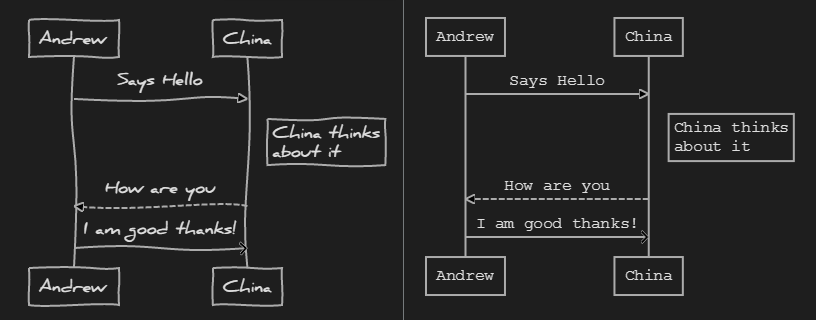 Andrew
China
Says Hello
China thinks
about it
How are you
I am good thanks!
Andrew
China
Andrew
China
Says Hello
China thinks
about it
How are you
I am good thanks!
Andrew
China